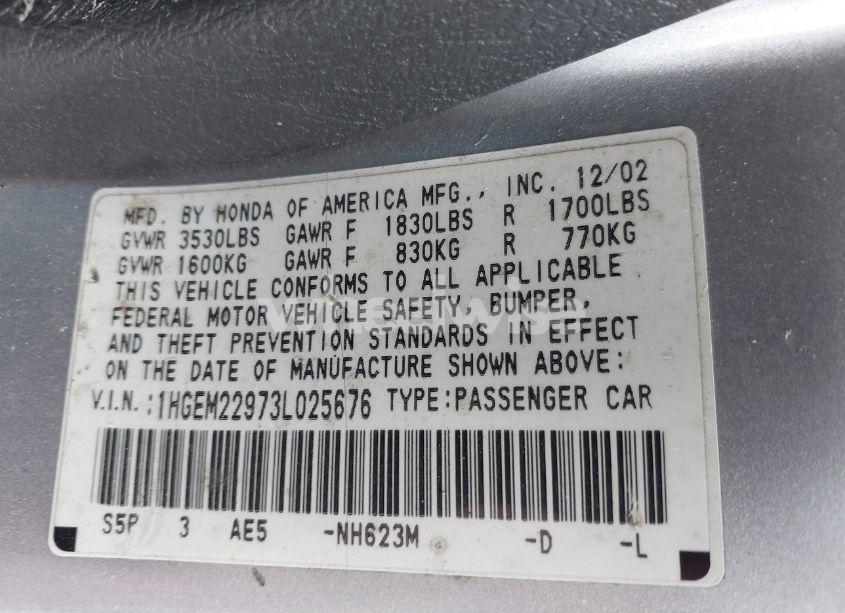 MFD. BY HONDA OF AMERICA MFG., INC. 12/02
GVWR 3530LBS GAWR F 1830LBS R 1700LBS
GVWR 1600KG GAWR F 830KG R 770KG
THIS VEHICLE CONFORMS TO ALL APPLICABLE
FEDERAL MOTOR VEHICLE SAFETY, BUMPER,
AND THEFT PREVENTION STANDARDS IN EFFECT
ON THE DATE OF MANUFACTURE SHOWN ABOVE:
V.I.N.:1HGEM22973L025676 TYPE:PASSENGER CAR
S5P 3 AE5 -NH623M -D -L